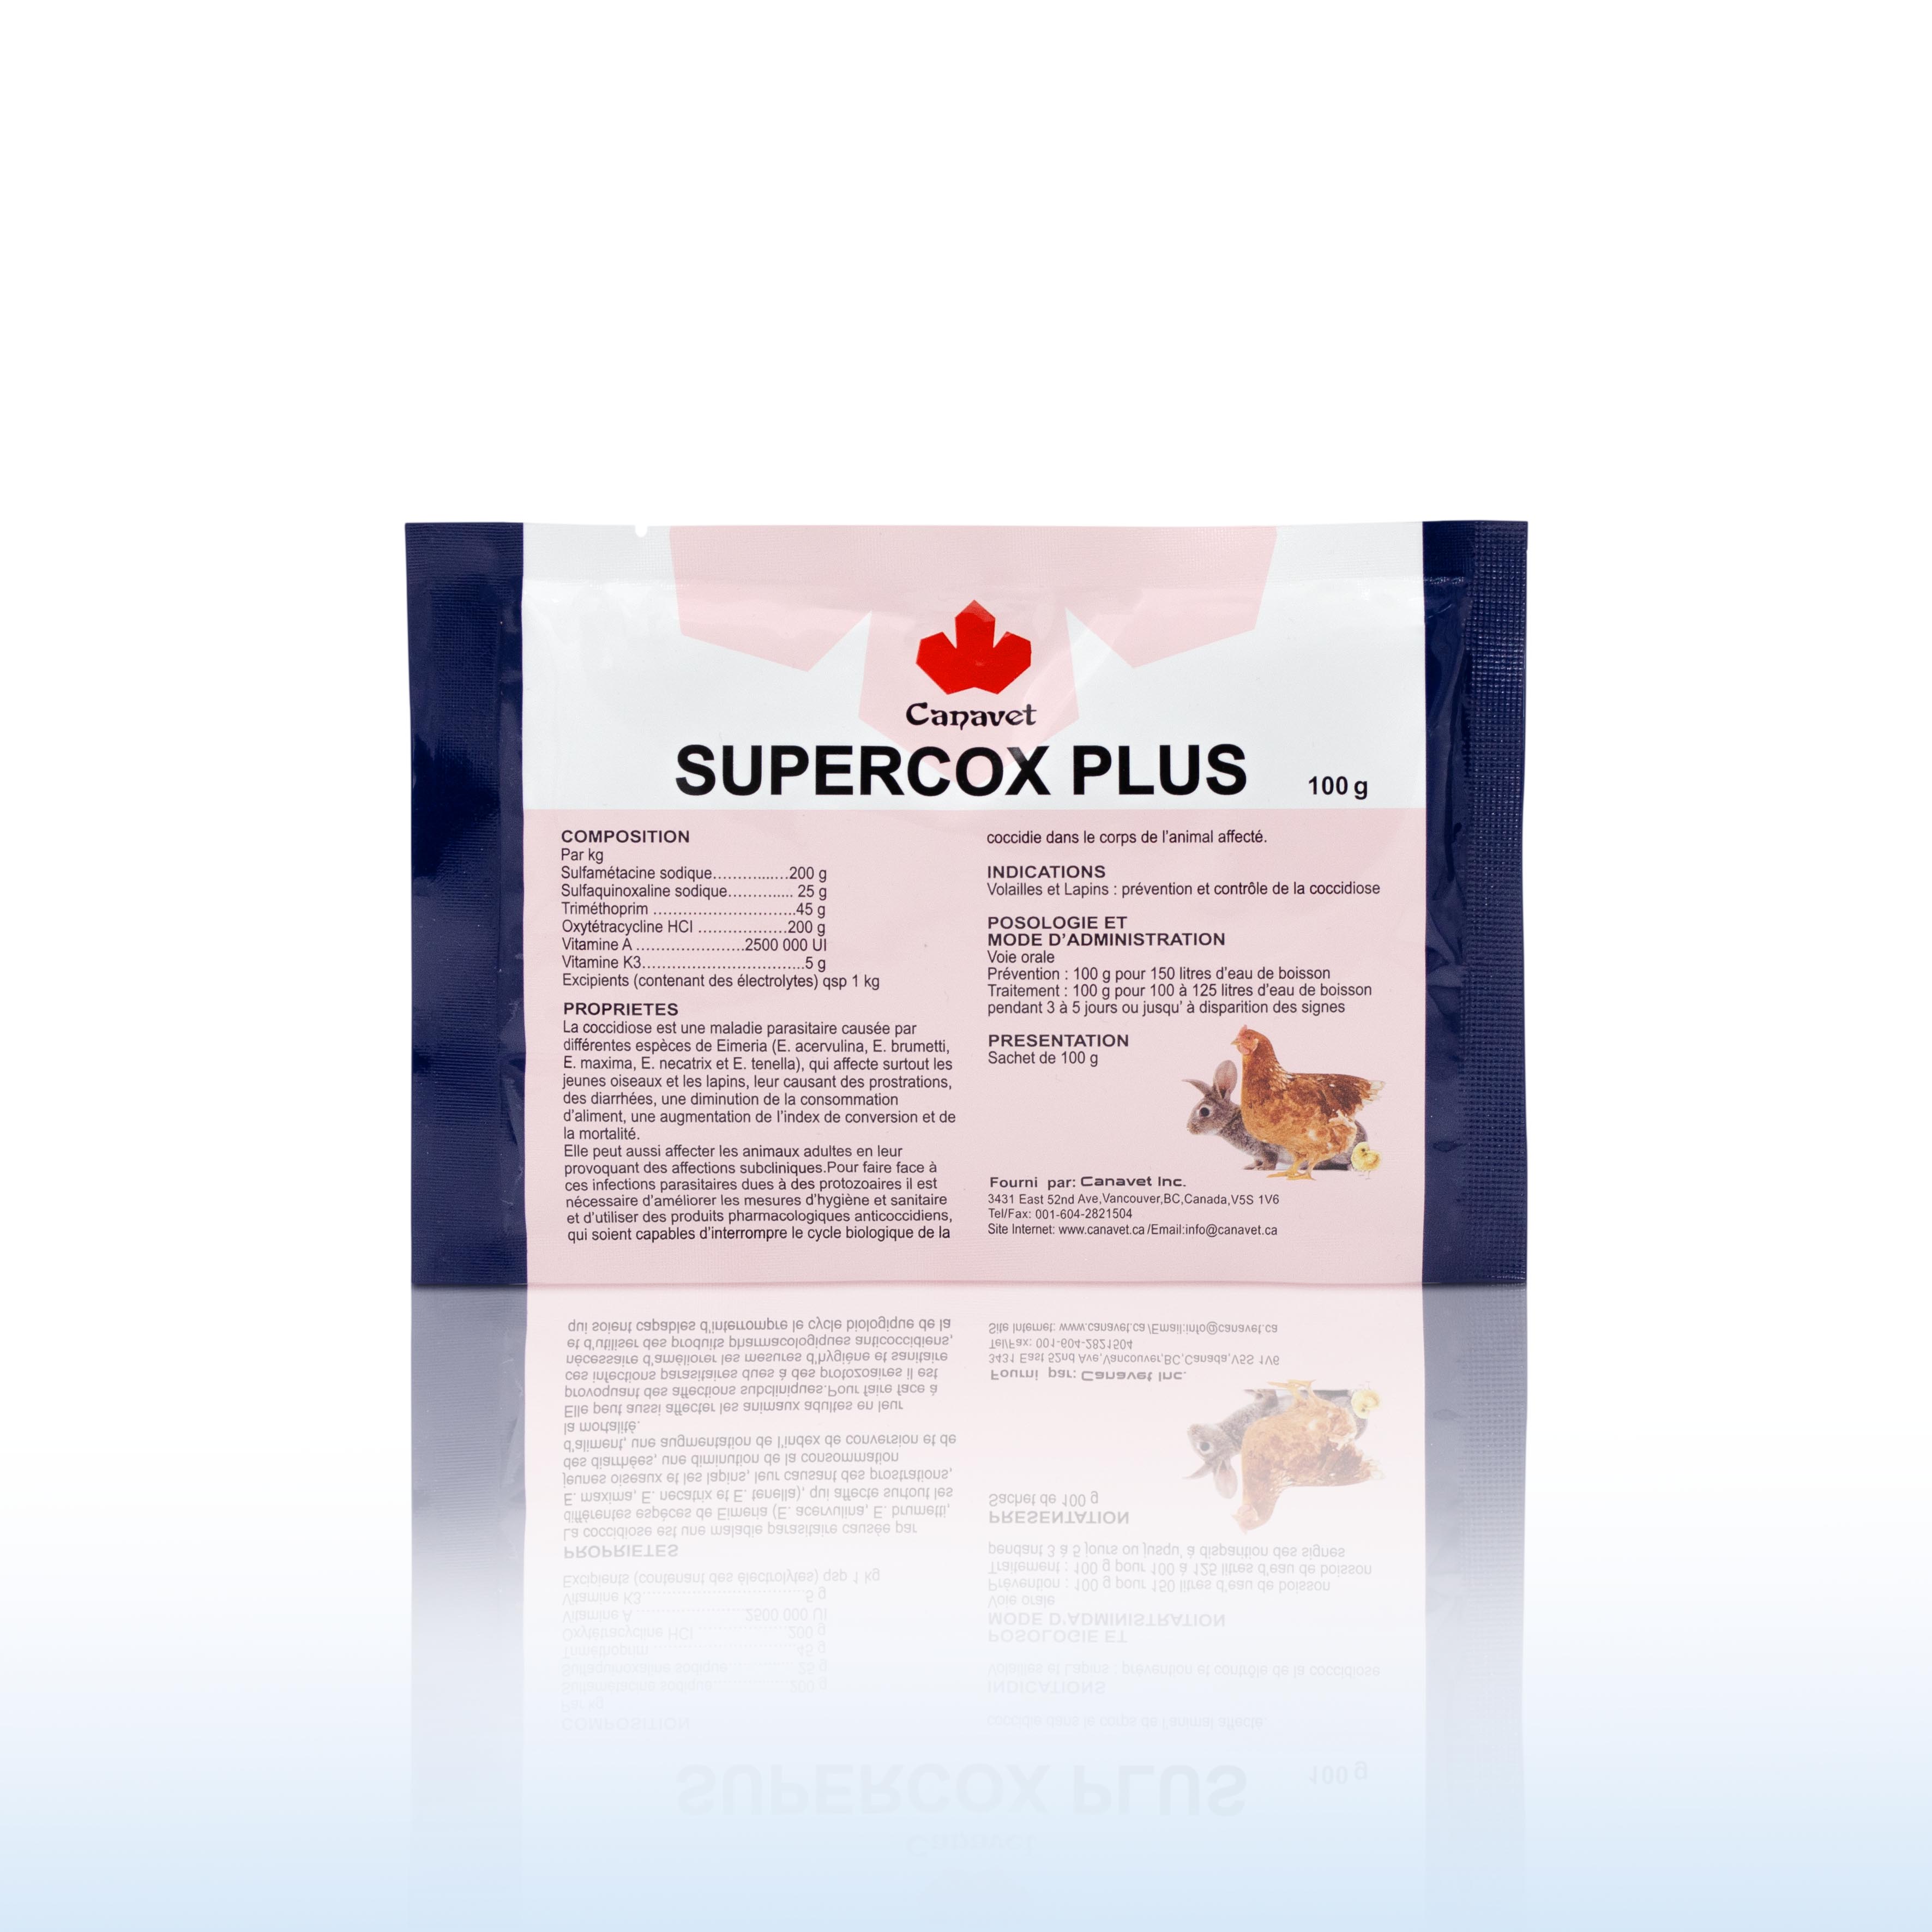 Canavet
SUPERCOX PLUS
100 g
COMPOSITION
Par kg
Sulfamétacine sodique...............200 g
Sulfaquinoxaline sodique............. 25 g
Triméthoprim ............................45 g
Oxytétracycline HCl ..................200 g
Vitamine A ......................2500 000 UI
Vitamine K3.................................5 g
Excipients (contenant des électrolytes) qsp 1 kg
PROPRIETES
La coccidiose est une maladie parasitaire causée par
différentes espèces de Eimeria (E. acervulina, E. brumetti,
E. maxima, E. necatrix et E. tenella), qui affecte surtout les
jeunes oiseaux et les lapins, leur causant des prostrations,
des diarrhées, une diminution de la consommation
d'aliment, une augmentation de l'index de conversion et de
la mortalité.
Elle peut aussi affecter les animaux adultes en leur
provoquant des affections subcliniques.Pour faire face à
ces infections parasitaires dues à des protozoaires il est
nécessaire d'améliorer les mesures d'hygiène et sanitaire
et d'utiliser des produits pharmacologiques anticoccidiens,
qui soient capables d'interrompre le cycle biologique de la
coccidie dans le corps de l'animal affecté.
INDICATIONS
Volailles et Lapins : prévention et contrôle de la coccidiose
POSOLOGIE ET
MODE D'ADMINISTRATION
Voie orale
Prévention : 100 g pour 150 litres d'eau de boisson
Traitement : 100 g pour 100 à 125 litres d'eau de boisson
pendant 3 à 5 jours ou jusqu' à disparition des signes
PRESENTATION
Sachet de 100 g
Fourni par: Canavet Inc.
3431 East 52nd Ave,Vancouver,BC,Canada,V5S 1V6
Tel/Fax: 001-604-2821504
Site Internet: www.canavet.ca /Email:info@canavet.ca